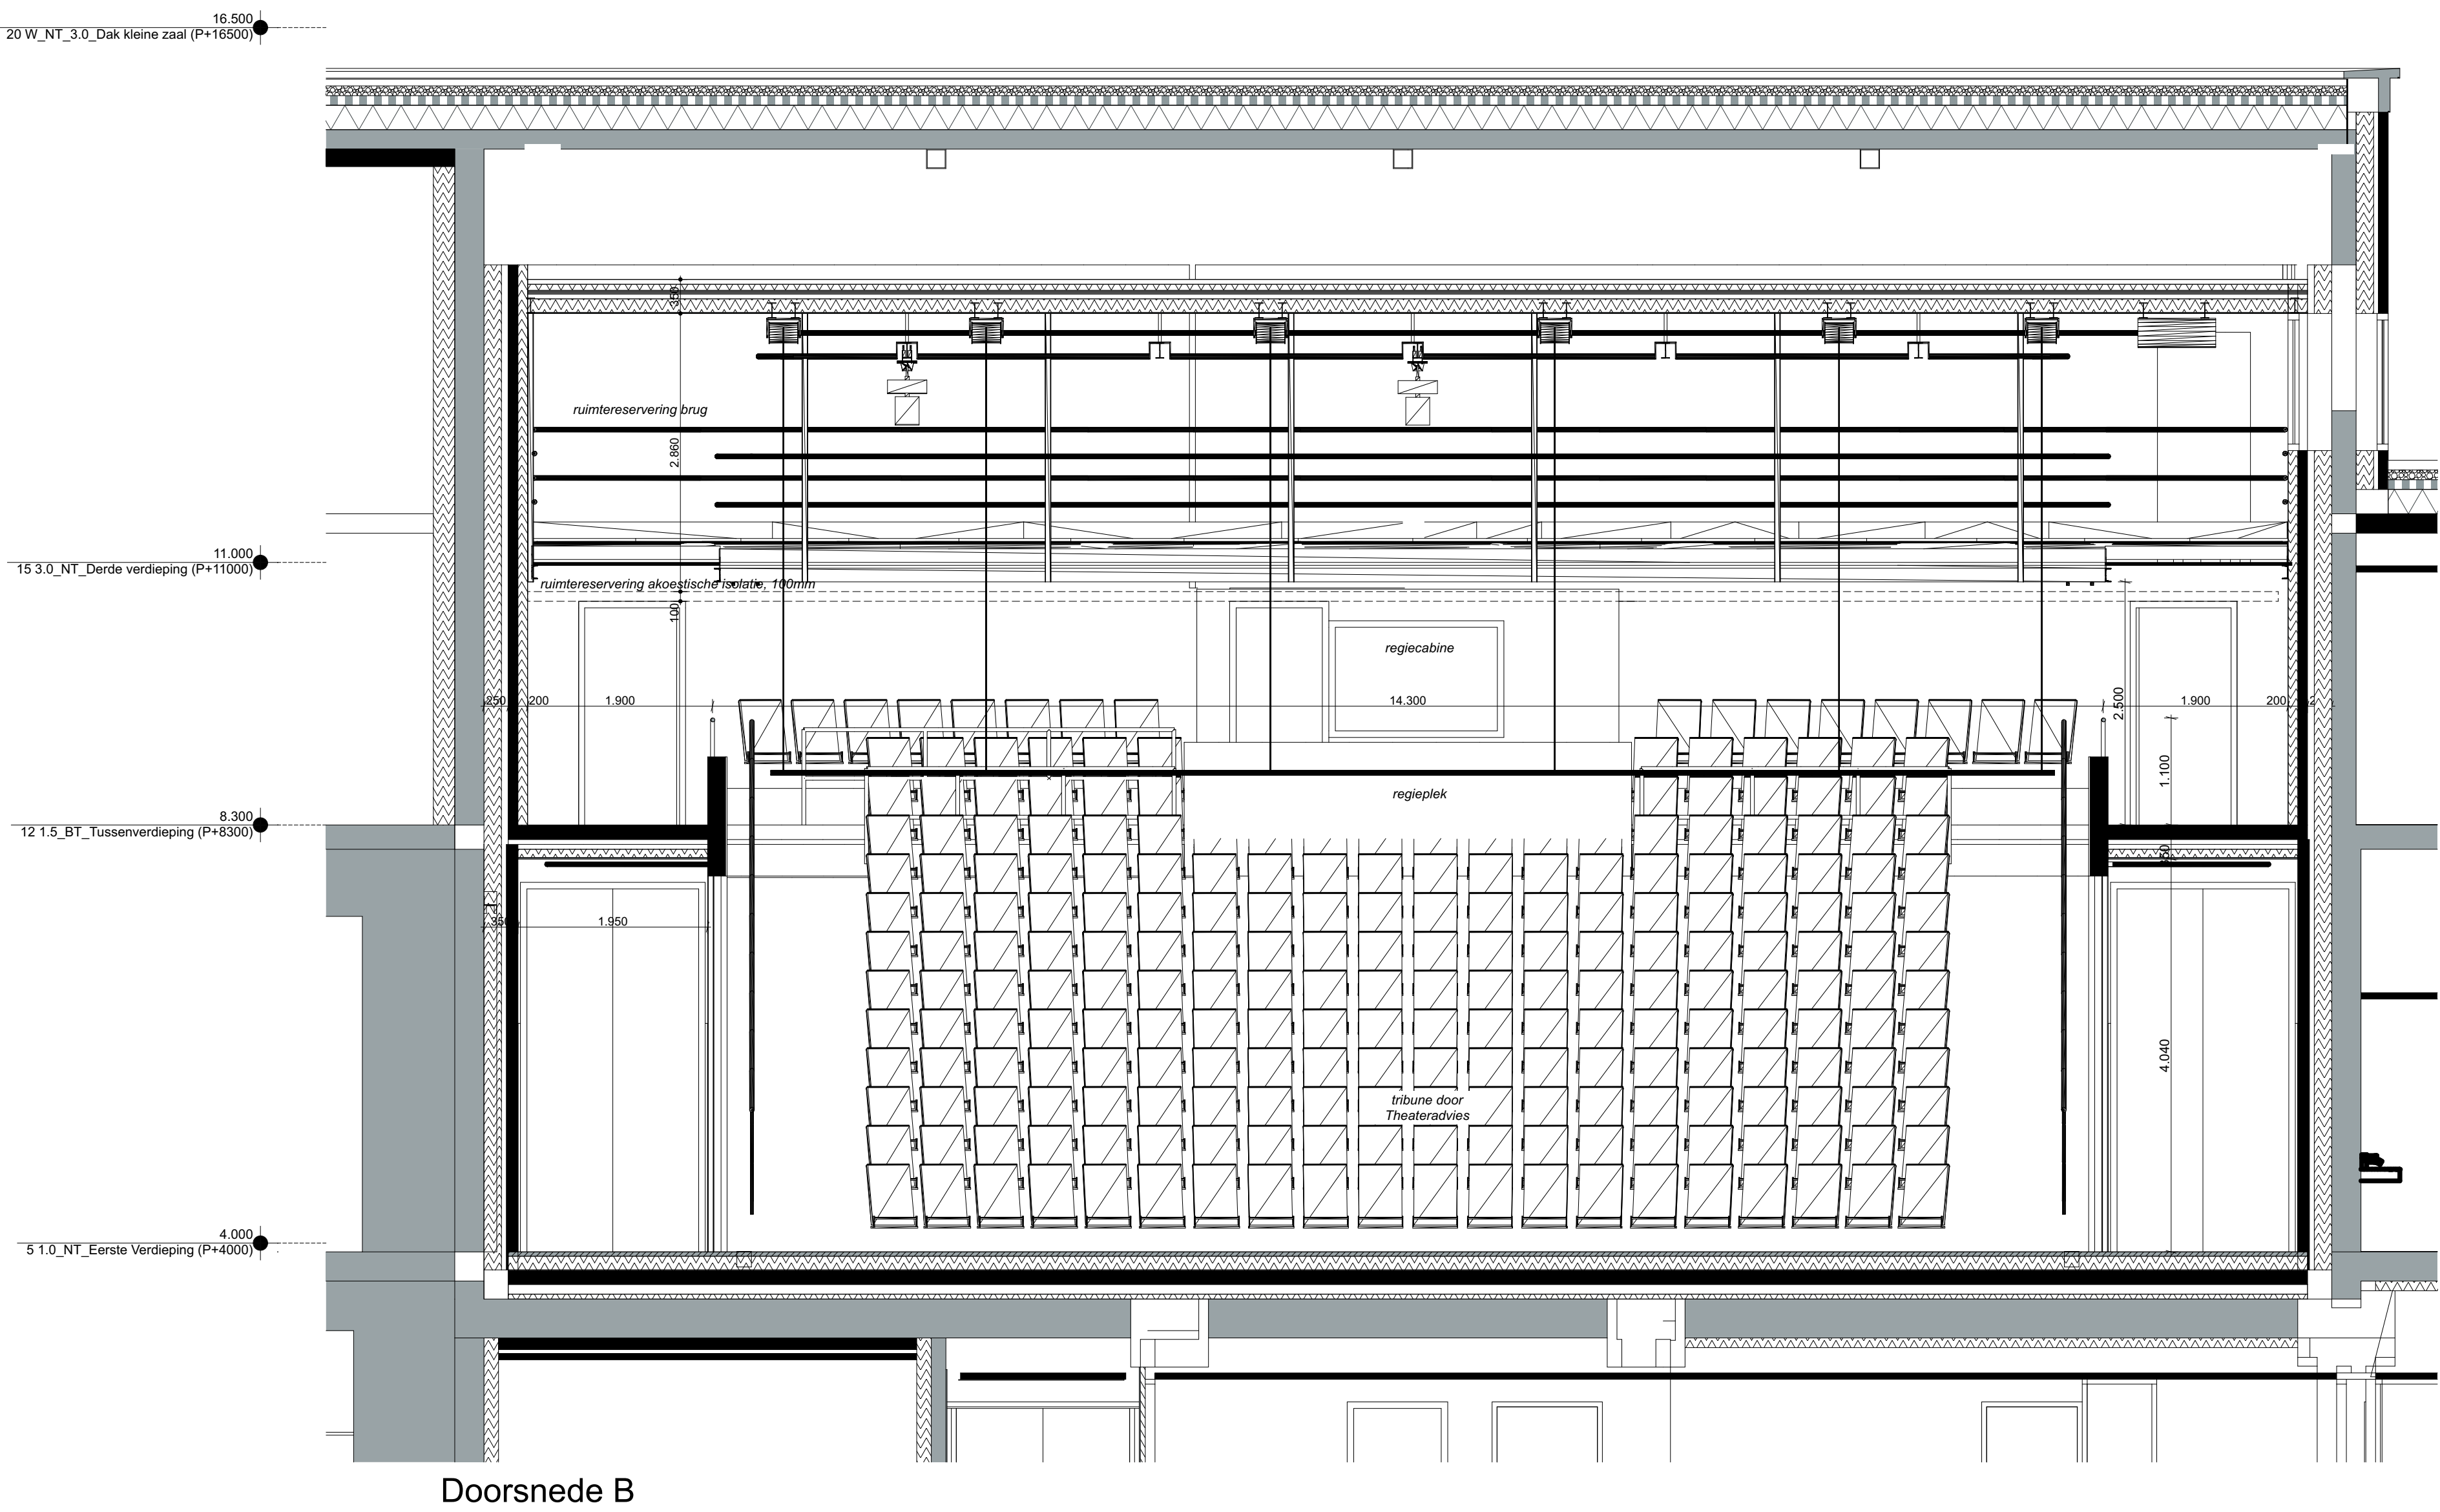 16.500
20 W_NT_3.0_Dak kleine zaal (P+16500)
350
ruimtereservering brug
2.860
11.000
15 3.0_NT_Derde verdieping (P+11000)
ruimtereservering akoestische isolatie, 100mm
100
regiecabine
250
200
1.900
14.300
2.500
1.900
200
1.100
regieplek
8.300
12 1.5_BT_Tussenverdieping (P+8300)
350
1.950
4.040
tribune door
Theateradvies
4.000
5 1.0_NT_Eerste Verdieping (P+4000)
Doorsnede B